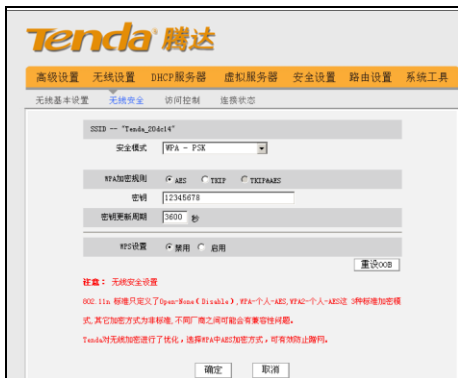 Tenda 腾达
高级设置 无线设置 DHCP服务器 虚拟服务器 安全设置 路由设置 系统工具
无线基本设置 无线安全 访问控制 连接状态
SSID -- "Tenda_20dc14"
安全模式 WPA - PSK
WPA加密规则 AES TKIP TKIP&AES
密钥 12345678
密钥更新周期 3600 秒
WPS设置 禁用 启用
重设OOB
注意： 无线安全设置
802.11n 标准只定义了Open-None(Disable),WPA-个人-AES,WPA2-个人-AES这 3种标准加密模
式,其它加密方式为非标准,不同厂商之间可能会有兼容性问题。
Tenda对无线加密进行了优化，选择WPA中AES加密方式，可有效防止蹭网。
确定 取消